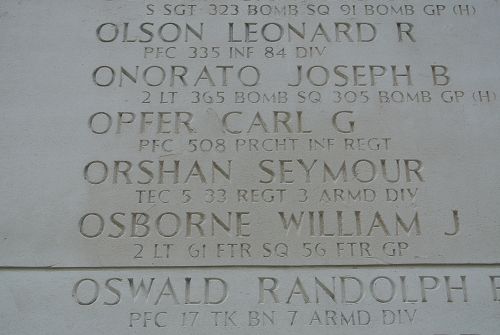 S SGT 323 BOMB SQ 91 BOMB GP (H)
OLSON LEONARD R
PFC 335 INF 84 DIV
ONORATO JOSEPH B
2 LT 365 BOMB SQ 305 BOMB GP (H)
OPFER CARL G
PFC 508 PRCHT INF REGT
ORSHAN SEYMOUR
TEC 5 33 REGT 3 ARMD DIV
OSBORNE WILLIAM J
2 LT 61 FTR SQ 56 FTR GP
OSWALD RANDOLPH
PFC 17 TK BN 7 ARMD DIV